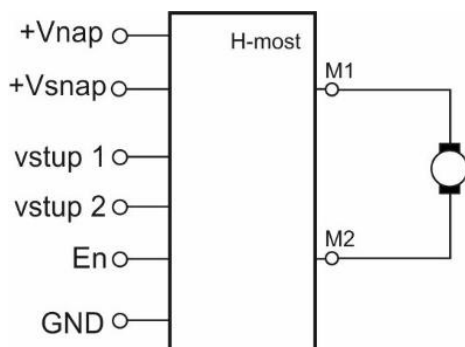 +Vnap
H-most
+Vsnap
M1
vstup 1
vstup 2
M2
En
GND